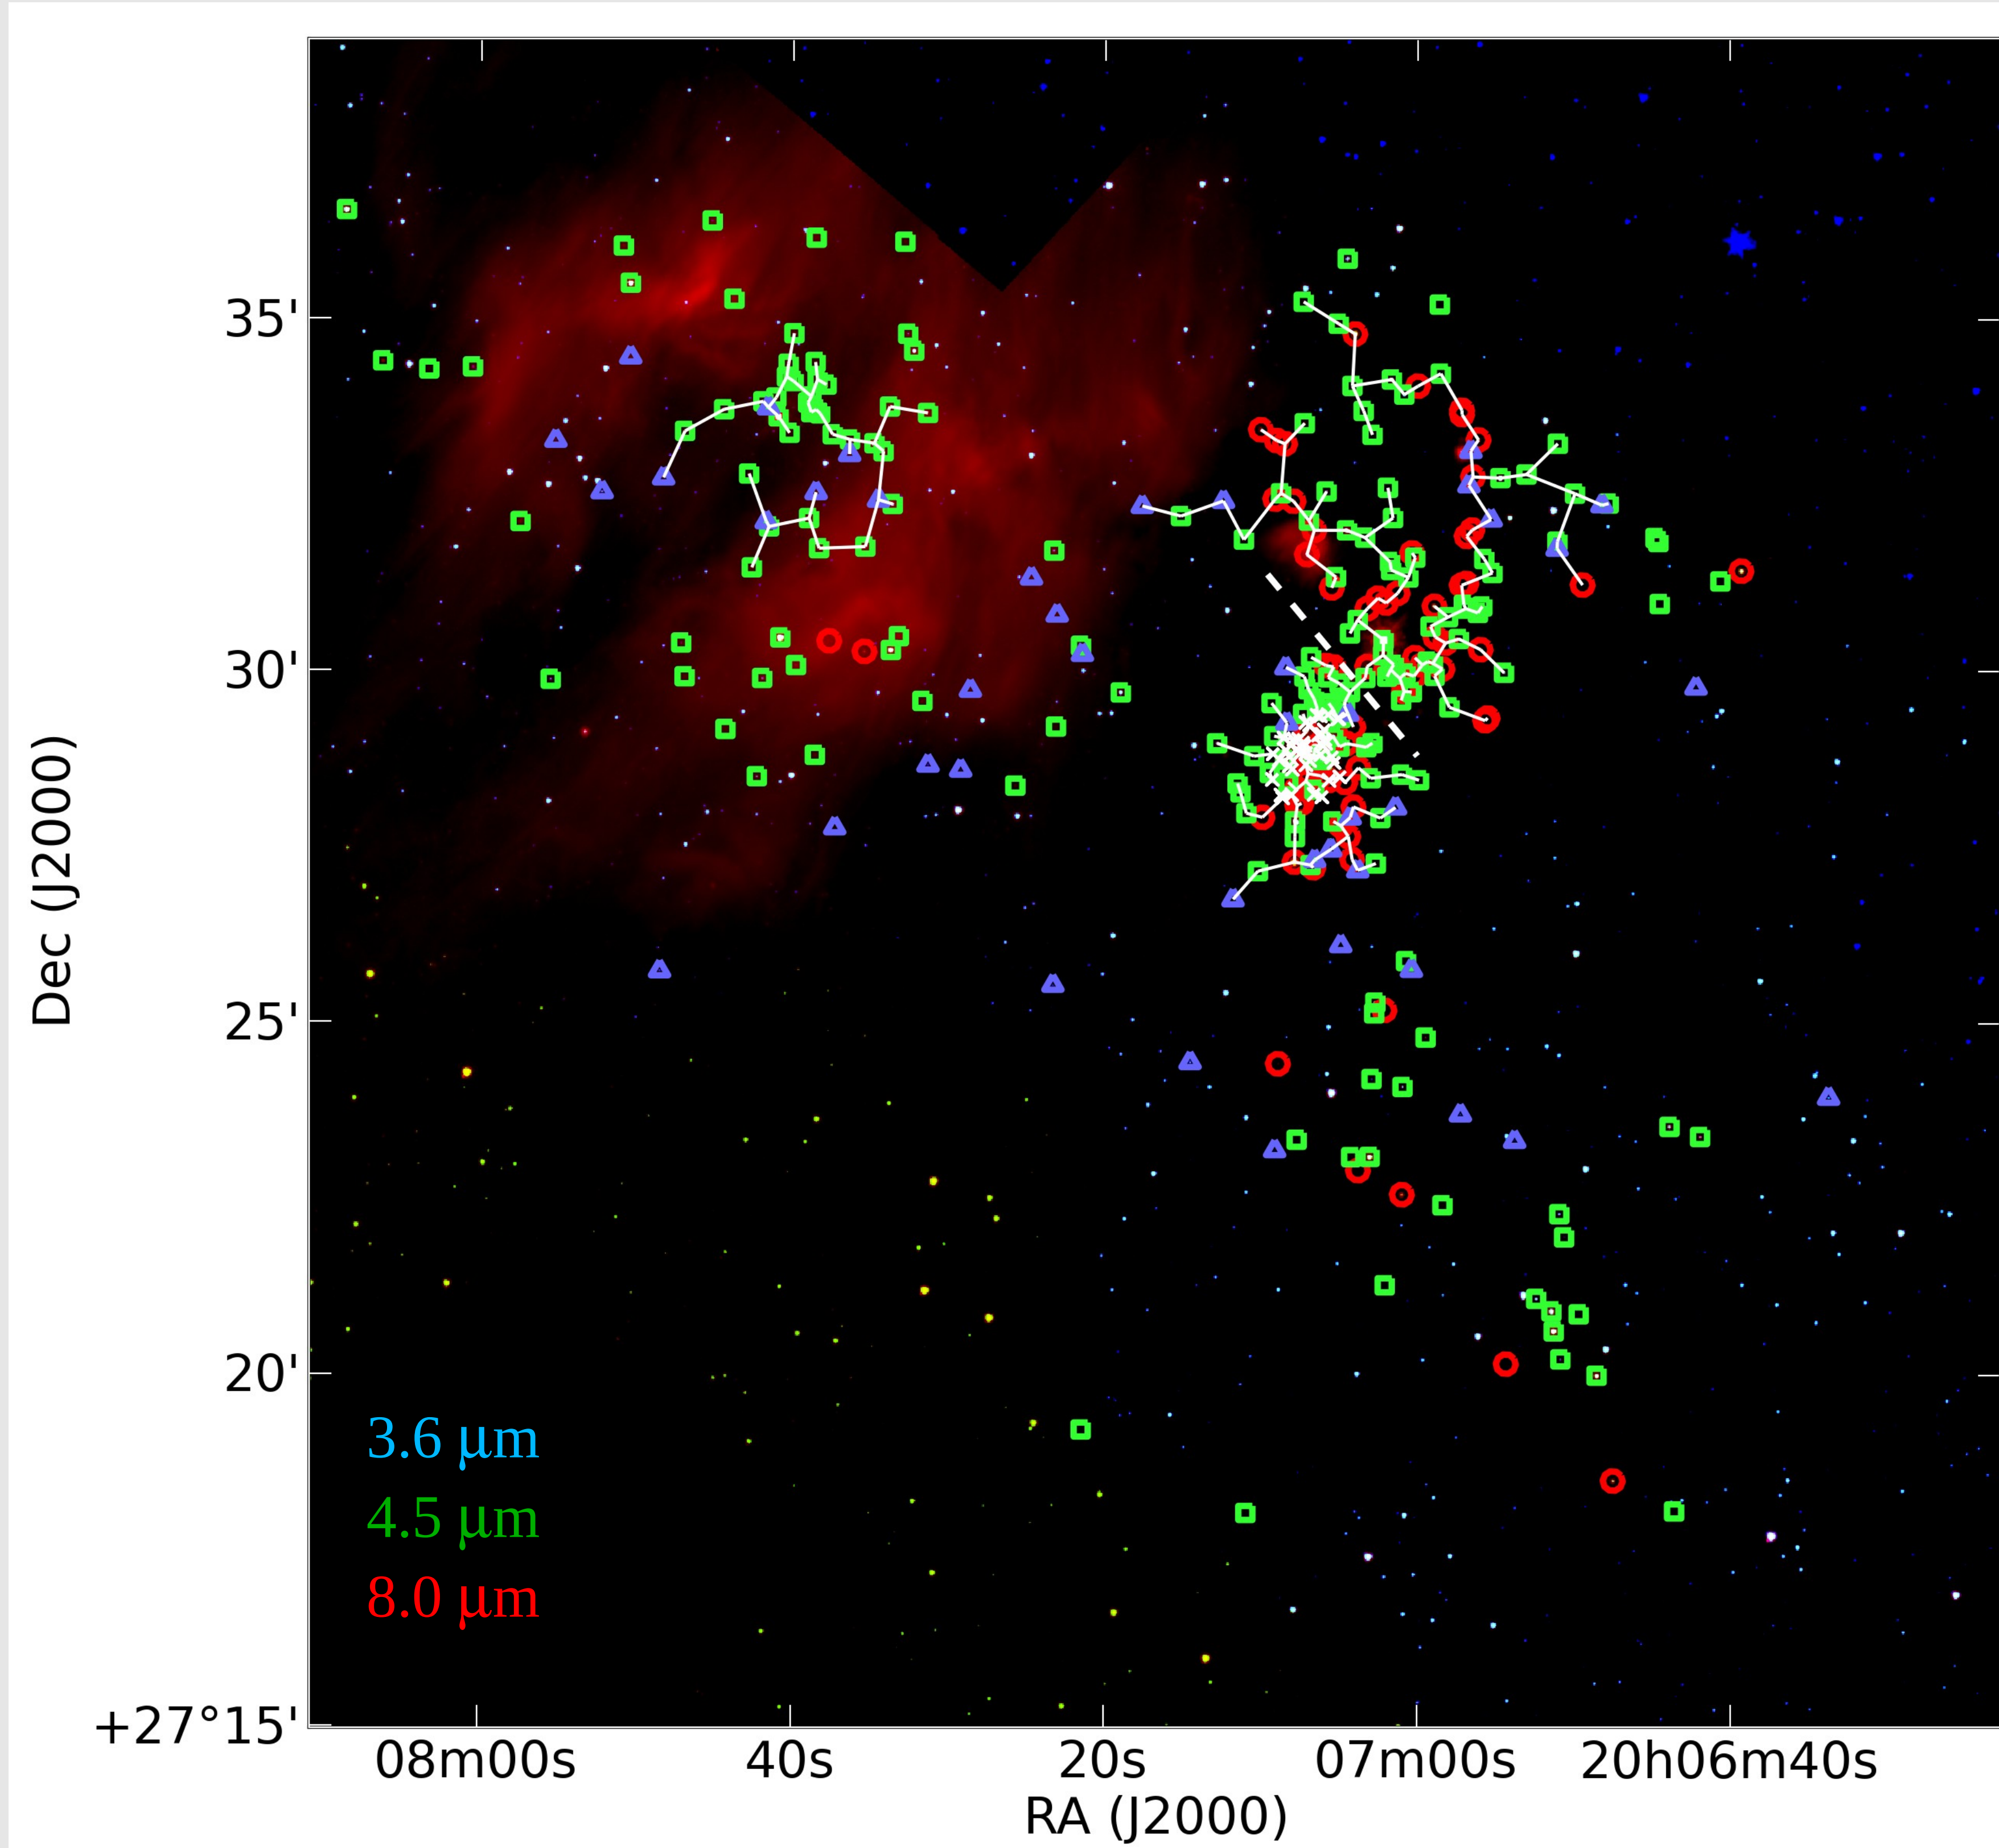 35'
30'
25'
20'
+27°15'
Dec (J2000)
3.6 μm
4.5 μm
8.0 μm
08m00s 40s 20s 07m00s 20h06m40s
RA (J2000)